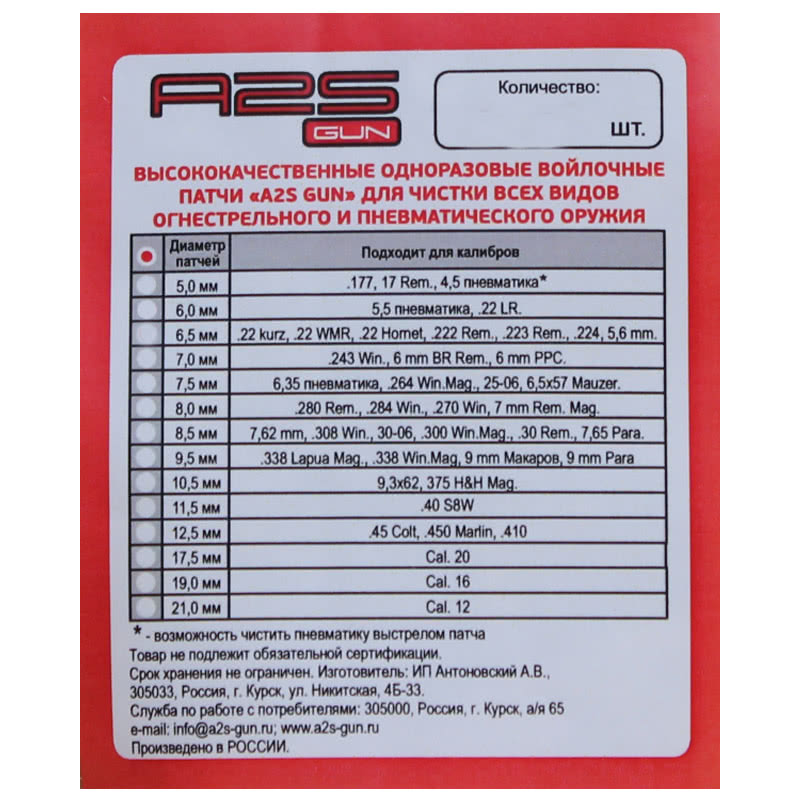 A2S
GUN
Количество:
шт.
ВЫСОКОКАЧЕСТВЕННЫЕ ОДНОРАЗОВЫЕ ВОЙЛОЧНЫЕ
ПАТЧИ «A2S GUN» ДЛЯ ЧИСТКИ ВСЕХ ВИДОВ
ОГНЕСТРЕЛЬНОГО И ПНЕВМАТИЧЕСКОГО ОРУЖИЯ
Диаметр патчей Подходит для калибров
5,0 мм .177, 17 Rem., 4,5 пневматика*
6,0 мм 5,5 пневматика, .22 LR.
6,5 мм .22 kurz, .22 WMR, .22 Hornet, .222 Rem., .223 Rem., .224, 5,6 mm.
7,0 мм .243 Win., 6 mm BR Rem., 6 mm PPC.
7,5 мм 6,35 пневматика, .264 Win.Mag., 25-06, 6,5x57 Mauzer.
8,0 мм .280 Rem., .284 Win., .270 Win, 7 mm Rem. Mag.
8,5 мм 7,62 mm, .308 Win., 30-06, .300 Win.Mag., .30 Rem., 7,65 Para.
9,5 мм .338 Lapua Mag., .338 Win.Mag, 9 mm Макаров, 9 mm Para
10,5 мм 9,3x62, 375 H&H Mag.
11,5 мм .40 S8W
12,5 мм .45 Colt, .450 Marlin, .410
17,5 мм Cal. 20
19,0 мм Cal. 16
21,0 мм Cal. 12
* - возможность чистить пневматику выстрелом патча
Товар не подлежит обязательной сертификации.
Срок хранения не ограничен. Изготовитель: ИП Антоновский А.В.,
305033, Россия, г. Курск, ул. Никитская, 4Б-33.
Служба по работе с потребителями: 305000, Россия, г. Курск, а/я 65
e-mail: info@a2s-gun.ru; www.a2s-gun.ru
Произведено в РОССИИ.